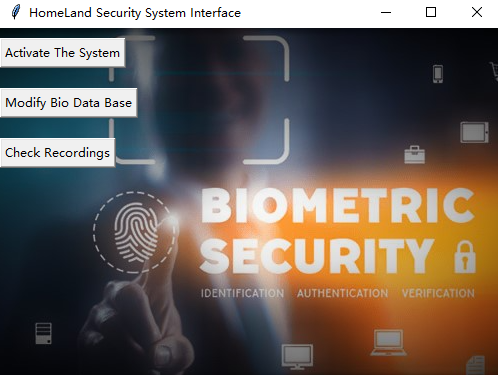 HomeLand Security System Interface
Activate The System
Modify Bio Data Base
Check Recordings
BIOMETRIC
SECURITY
IDENTIFICATION AUTHENTICATION VERIFICATION